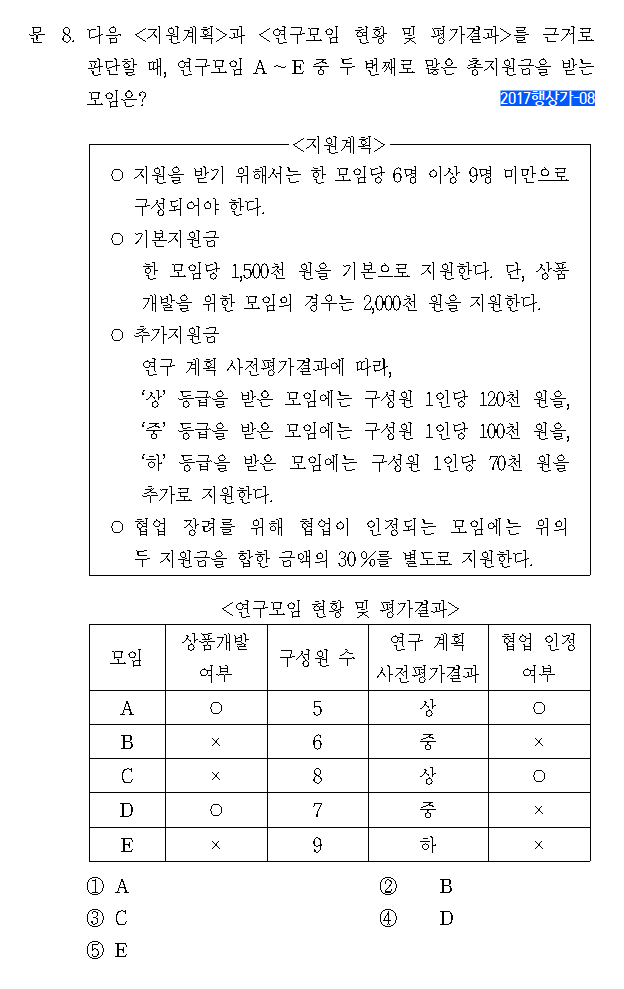 문 8. 다음 <지원계획>과 <연구모임 현황 및 평가결과>를 근거로
판단할 때, 연구모임 A ~ E 중 두 번째로 많은 총지원금을 받는
모임은? 2017행상가-08
<지원계획>
○ 지원을 받기 위해서는 한 모임당 6명 이상 9명 미만으로
구성되어야 한다.
○ 기본지원금
한 모임당 1,500천 원을 기본으로 지원한다. 단, 상품
개발을 위한 모임의 경우는 2,000천 원을 지원한다.
○ 추가지원금
연구 계획 사전평가결과에 따라,
‘상’ 등급을 받은 모임에는 구성원 1인당 120천 원을,
‘중’ 등급을 받은 모임에는 구성원 1인당 100천 원을,
‘하’ 등급을 받은 모임에는 구성원 1인당 70천 원을
추가로 지원한다.
○ 협업 장려를 위해 협업이 인정되는 모임에는 위의
두 지원금을 합한 금액의 30%를 별도로 지원한다.
<연구모임 현황 및 평가결과>
모임 상품개발 여부 구성원 수 연구 계획 사전평가결과 협업 인정 여부
A ○ 5 상 ○
B × 6 중 ×
C × 8 상 ○
D ○ 7 중 ×
E × 9 하 ×
① A ② B
③ C ④ D
⑤ E